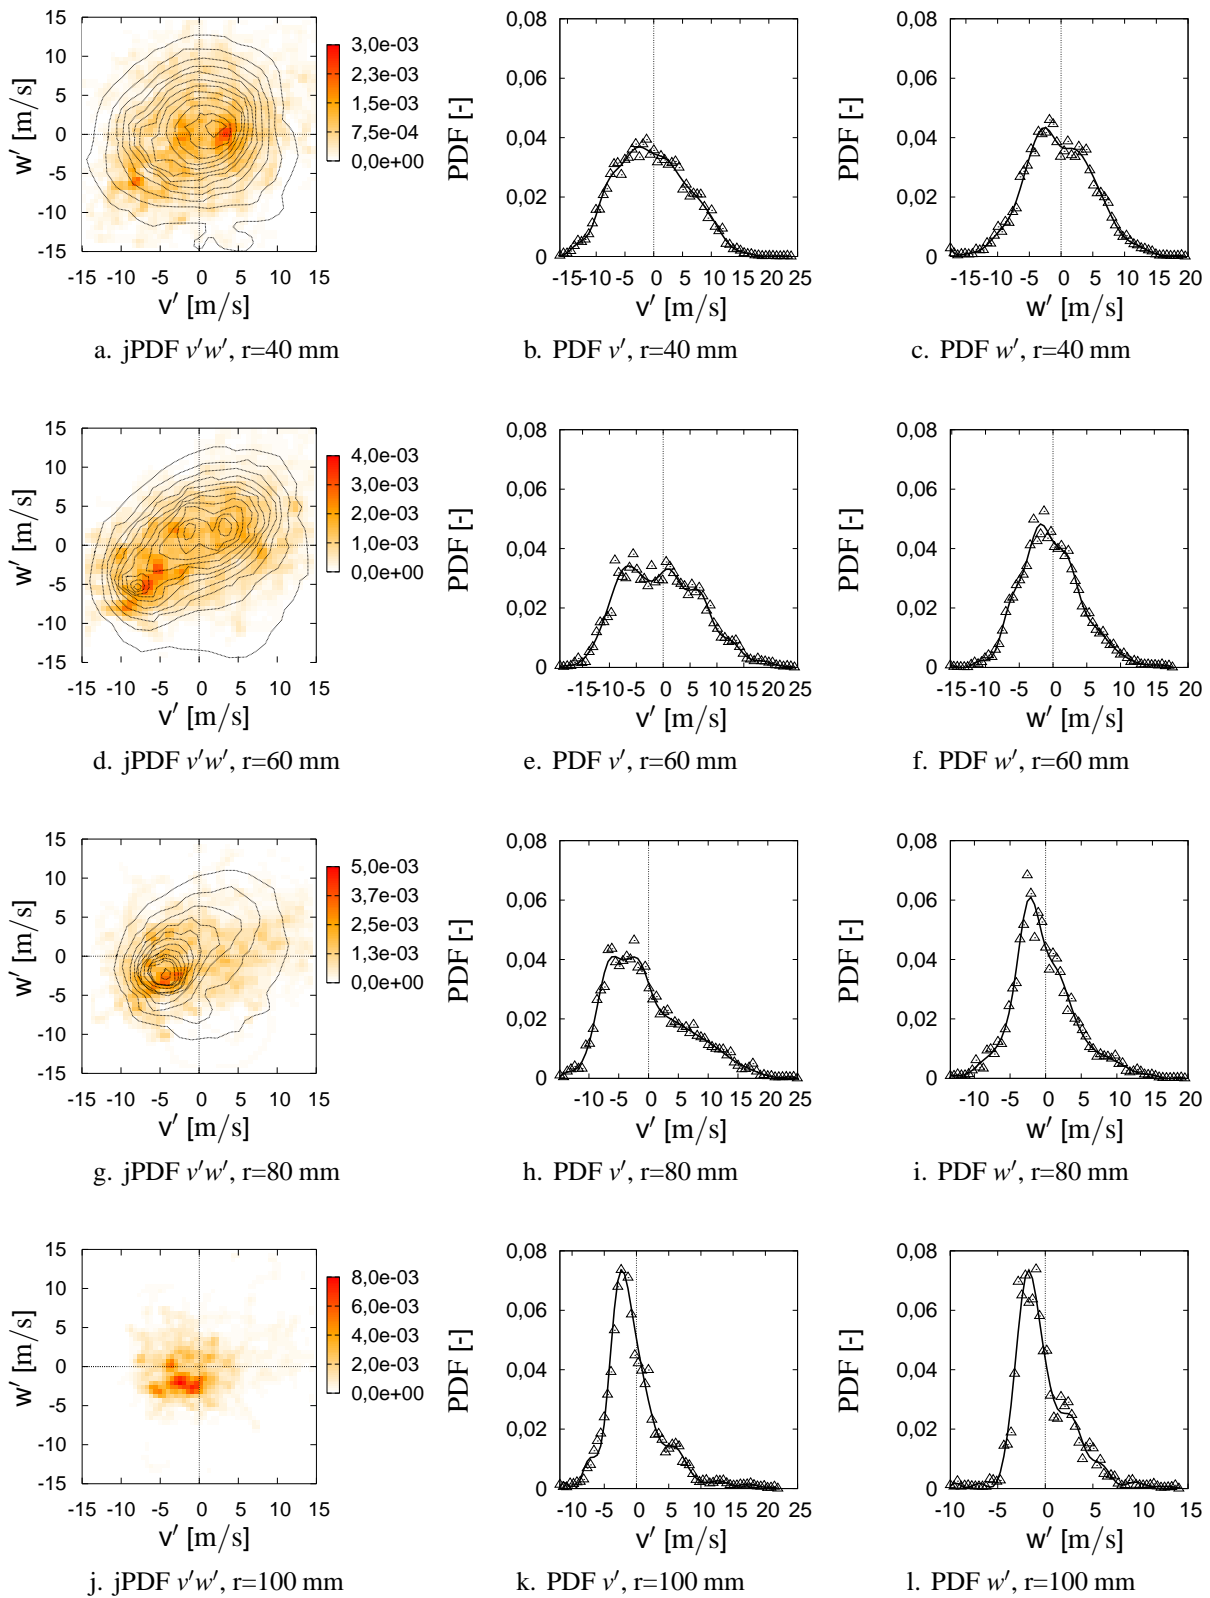 15
10
5
0
-5
-10
-15
w′ [m/s]
-15 -10 -5 0 5 10 15
v′ [m/s]
3,0e-03
2,3e-03
1,5e-03
7,5e-04
0,0e+00
a. jPDF v′w′, r=40 mm
0,08
0,06
0,04
0,02
0
PDF [-]
-15-10 -5 0 5 10 15 25
v′ [m/s]
b. PDF v′, r=40 mm
0,08
0,06
0,04
0,02
0
PDF [-]
-15 -10 -5 0 5 10 15 20
w′ [m/s]
c. PDF w′, r=40 mm
15
10
5
0
-5
-10
-15
w′ [m/s]
-15 -10 -5 0 5 10 15
v′ [m/s]
4,0e-03
3,0e-03
2,0e-03
1,0e-03
0,0e+00
d. jPDF v′w′, r=60 mm
0,08
0,06
0,04
0,02
0
PDF [-]
-15-10 -5 0 5 10 15 20 25
v′ [m/s]
e. PDF v′, r=60 mm
0,08
0,06
0,04
0,02
0
PDF [-]
-15 -10 -5 0 5 10 15 20
w′ [m/s]
f. PDF w′, r=60 mm
15
10
5
0
-5
-10
-15
w′ [m/s]
-15 -10 -5 0 5 10 15
v′ [m/s]
5,0e-03
3,7e-03
2,5e-03
1,3e-03
0,0e+00
g. jPDF v′w′, r=80 mm
0,08
0,06
0,04
0,02
0
PDF [-]
-10 -5 0 5 10 15 20 25
v′ [m/s]
h. PDF v′, r=80 mm
0,08
0,06
0,04
0,02
0
PDF [-]
-10 -5 0 5 10 15 20
w′ [m/s]
i. PDF w′, r=80 mm
15
10
5
0
-5
-10
-15
w′ [m/s]
-15 -10 -5 0 5 10 15
v′ [m/s]
8,0e-03
6,0e-03
4,0e-03
2,0e-03
0,0e+00
j. jPDF v′w′, r=100 mm
0,08
0,06
0,04
0,02
0
PDF [-]
-10 -5 0 5 10 15 20 25
v′ [m/s]
k. PDF v′, r=100 mm
0,08
0,06
0,04
0,02
0
PDF [-]
-10 -5 0 5 10 15
w′ [m/s]
l. PDF w′, r=100 mm